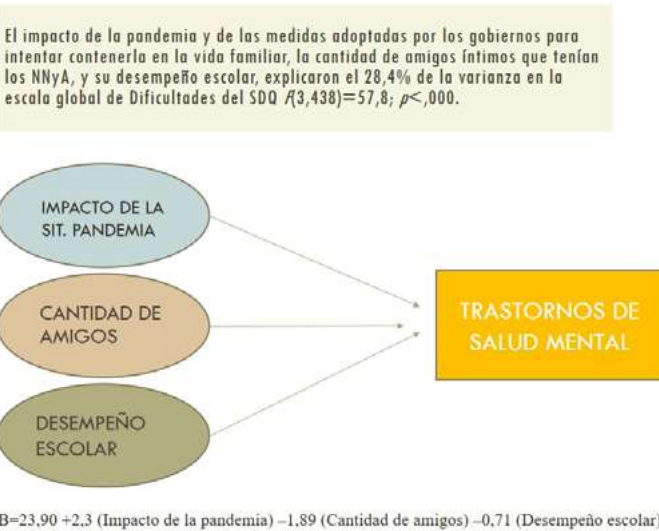 El impacto de la pandemia y de las medidas adoptadas por los gobiernos para
intentar contenerla en la vida familiar, la cantidad de amigos íntimos que tenían
los NNyA, y su desempeño escolar, explicaron el 28,4% de la varianza en la
escala global de Dificultades del SDQ F(3,438)=57,8; p<,000.
IMPACTO DE LA
SIT. PANDEMIA
CANTIDAD DE
AMIGOS
DESEMPEÑO
ESCOLAR
TRASTORNOS DE
SALUD MENTAL
B=23,90 +2,3 (Impacto de la pandemia) –1,89 (Cantidad de amigos) –0,71 (Desempeño escolar)